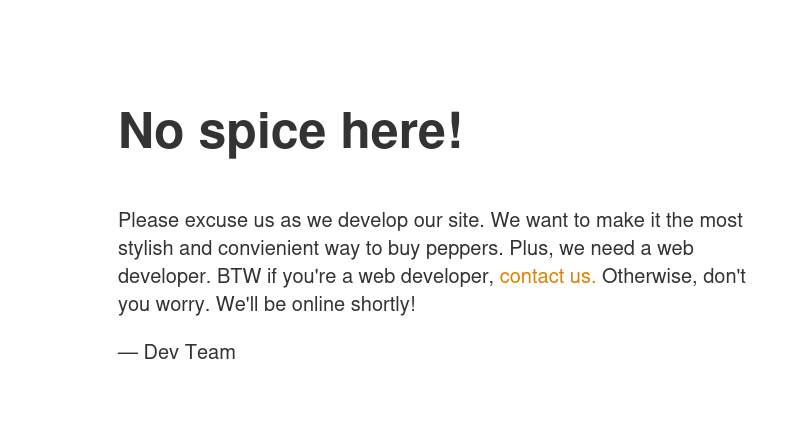 No spice here!
Please excuse us as we develop our site. We want to make it the most
stylish and convienient way to buy peppers. Plus, we need a web
developer. BTW if you're a web developer, contact us. Otherwise, don't
you worry. We'll be online shortly!
— Dev Team